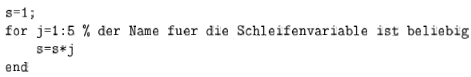 s=1;
for j=1:5 % der Name fuer die Schleifenvariable ist beliebig
    s=s*j
end